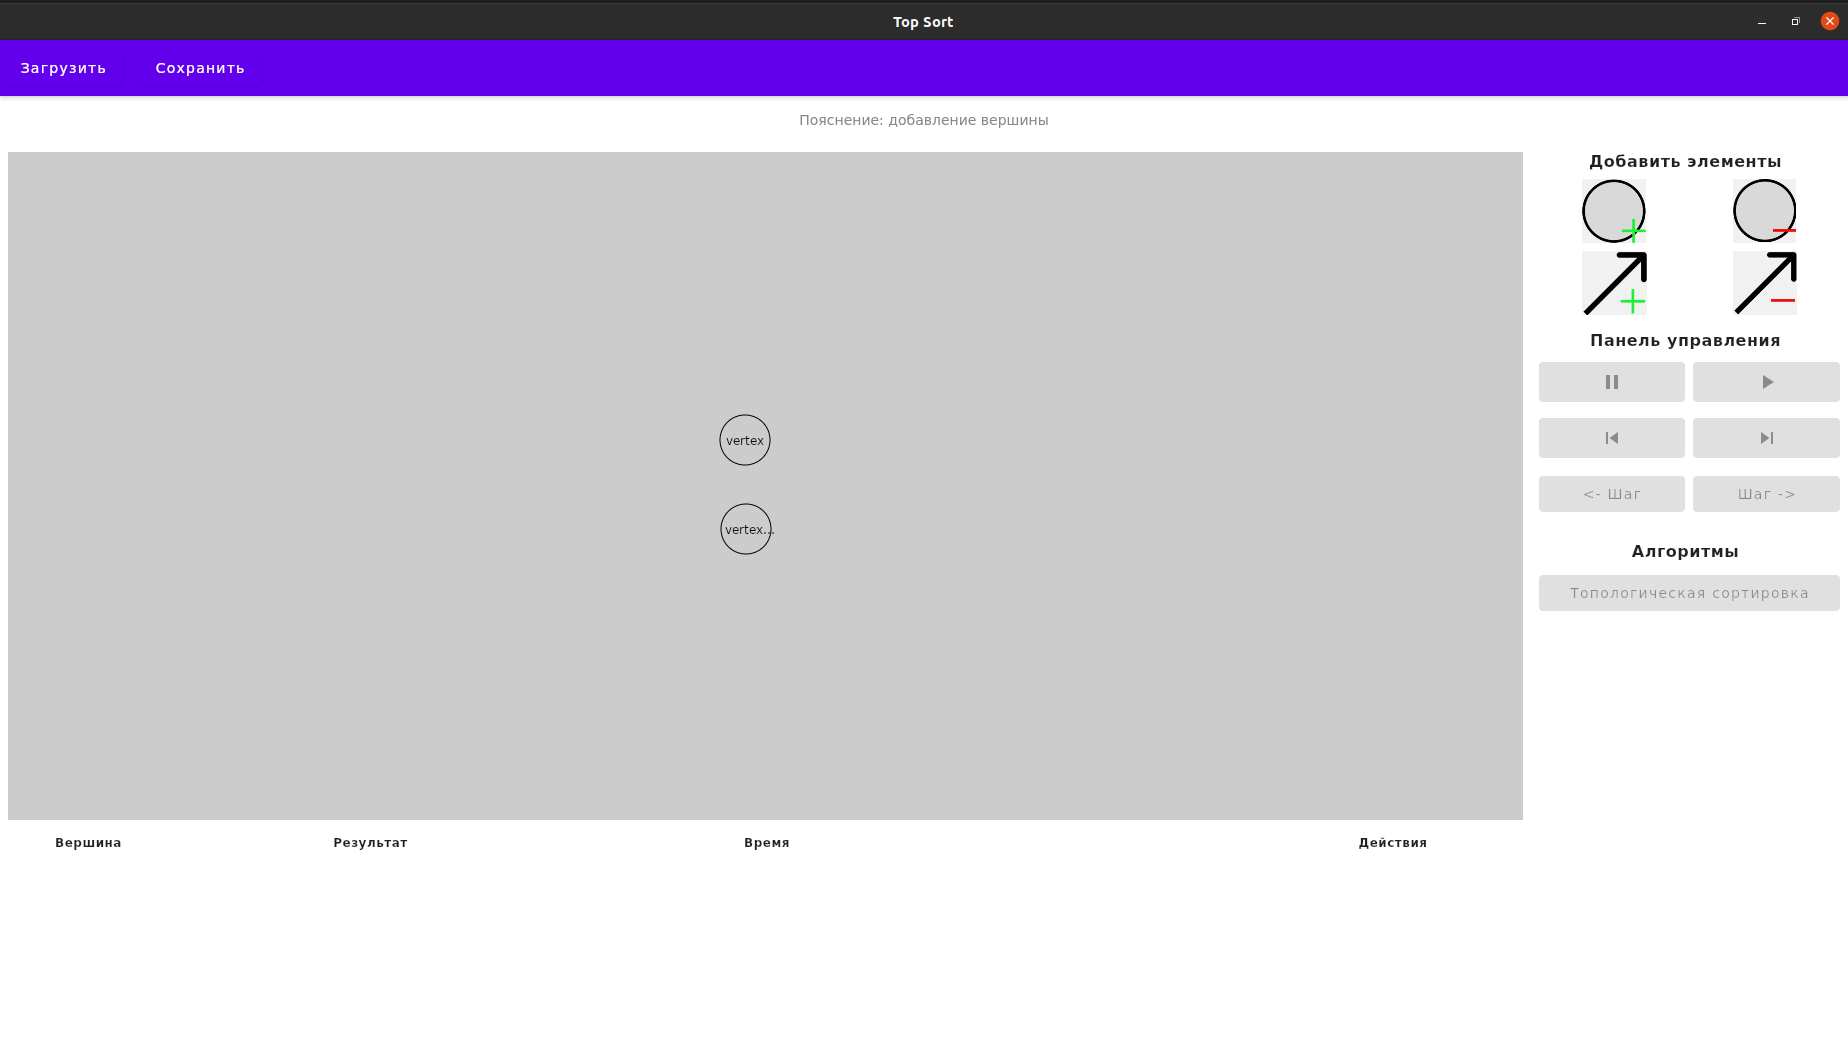 Top Sort
Загрузить Сохранить
Пояснение: добавление вершины
Добавить элементы
Панель управления
vertex
vertex...
<- Шаг Шаг ->
Алгоритмы
Топологическая сортировка
Вершина Результат Время Действия